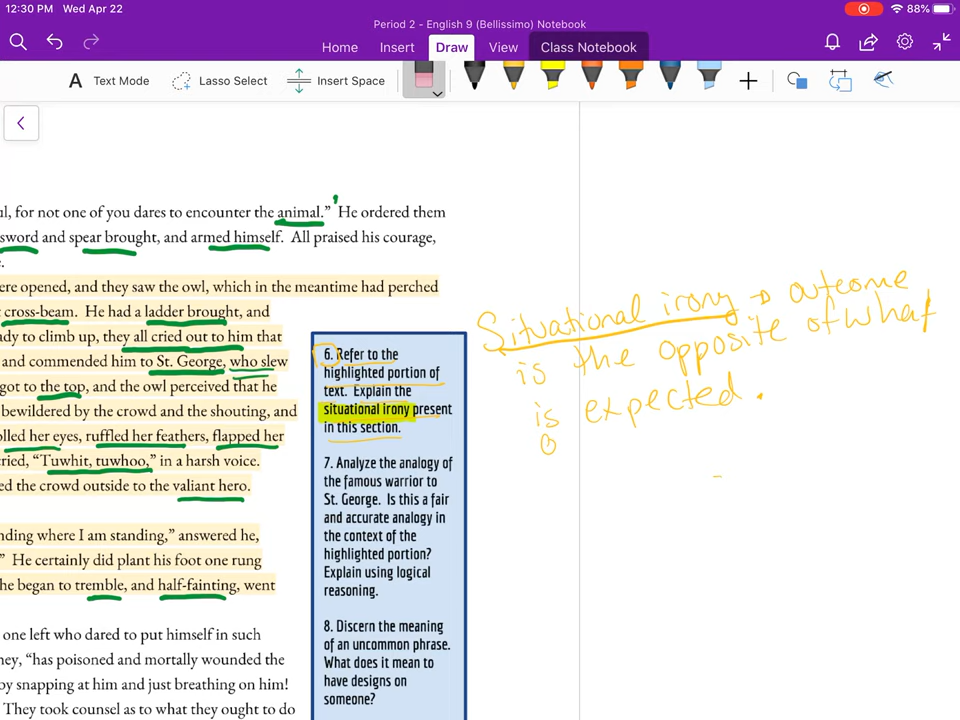 12:30 PM Wed Apr 22
88%
Period 2 - English 9 (Bellissimo) Notebook
Home Insert Draw View Class Notebook
A Text Mode Lasso Select Insert Space
ul, for not one of you dares to encounter the animal.” He ordered them
sword and spear brought, and armed himself. All praised his courage,
e.
ere opened, and they saw the owl, which in the meantime had perched
cross-beam. He had a ladder brought, and
dy to climb up, they all cried out to him that
and commended him to St. George, who slew
got to the top, and the owl perceived that he
bewildered by the crowd and the shouting, and
olled her eyes, ruffled her feathers, flapped her
cried, “Tuwhit, tuwhoo,” in a harsh voice.
ed the crowd outside to the valiant hero.
nding where I am standing,” answered he,
” He certainly did plant his foot one rung
he began to tremble, and half-fainting, went
one left who dared to put himself in such
ey, “has poisoned and mortally wounded the
by snapping at him and just breathing on him!
They took counsel as to what they ought to do
6. Refer to the
highlighted portion of
text. Explain the
situational irony present
in this section.
7. Analyze the analogy of
the famous warrior to
St. George. Is this a fair
and accurate analogy in
the context of the
highlighted portion?
Explain using logical
reasoning.
8. Discern the meaning
of an uncommon phrase.
What does it mean to
have designs on
someone?
Situational irony → outcome
is the opposite of what
is expected.